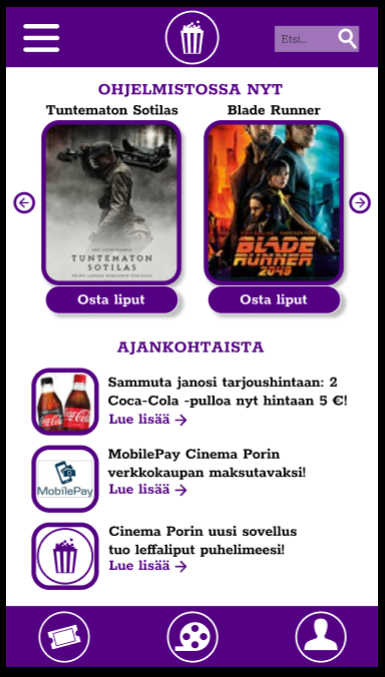 Etsi...
OHJELMISTOSSA NYT
Tuntematon Sotilas
Blade Runner
TUNTEMATON
SOTILAS
BLADE
RUNNER
2049
Osta liput
Osta liput
AJANKOHTAISTA
Sammuta janosi tarjoushintaan: 2
Coca-Cola -pulloa nyt hintaan 5 €!
Lue lisää
MobilePay
MobilePay Cinema Porin
verkkokaupan maksutavaksi!
Lue lisää
Cinema Porin uusi sovellus
tuo leffaliput puhelimeesi!
Lue lisää